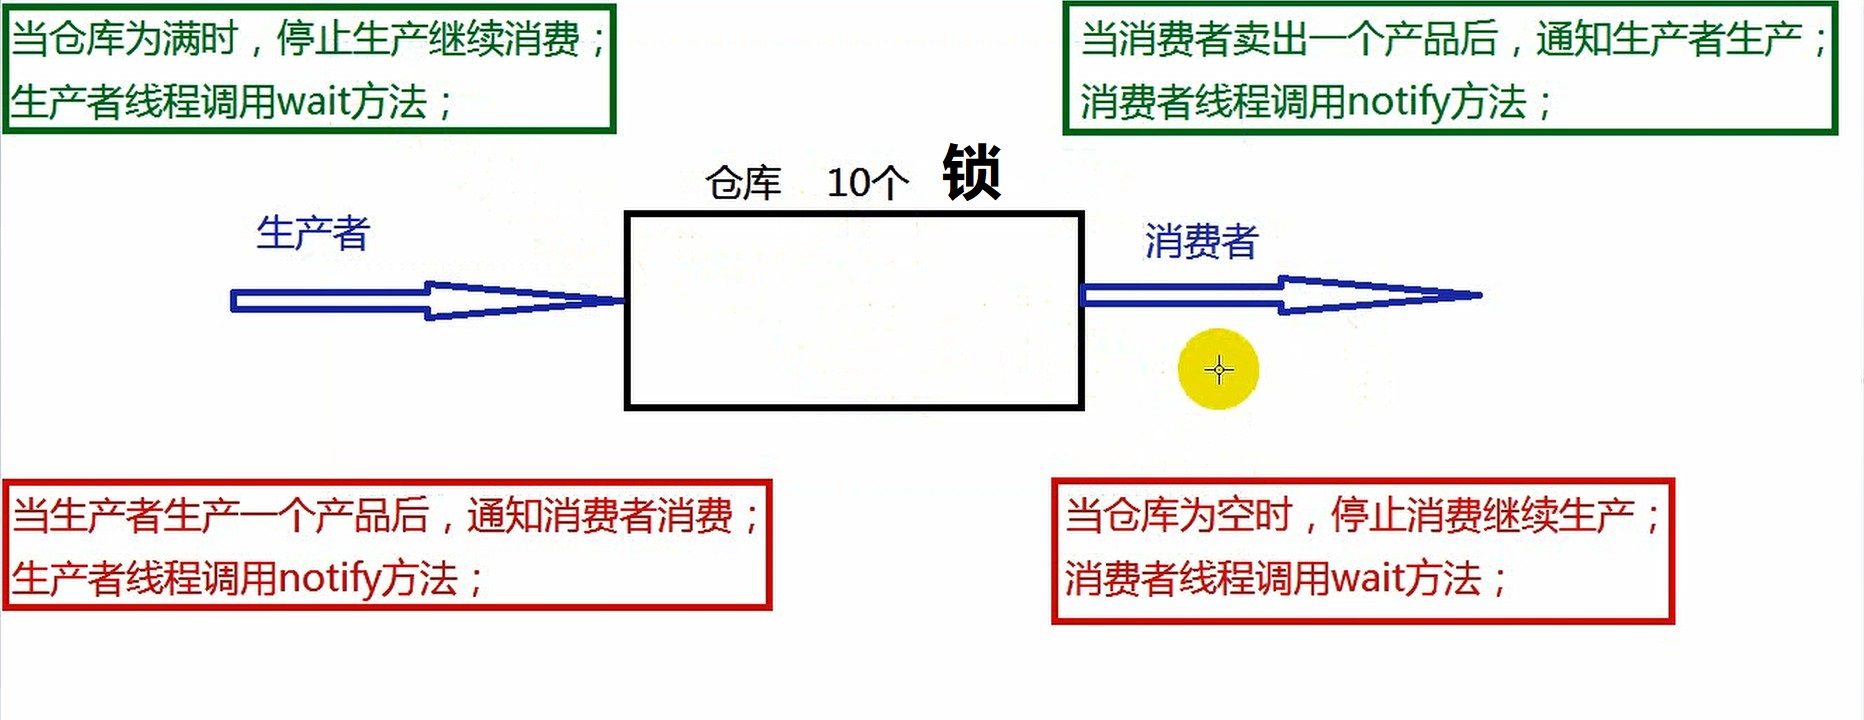 当仓库为满时，停止生产继续消费；
生产者线程调用wait方法；
当消费者卖出一个产品后，通知生产者生产；
消费者线程调用notify方法；
仓库 10个 锁
生产者
消费者
当生产者生产一个产品后，通知消费者消费；
生产者线程调用notify方法；
当仓库为空时，停止消费继续生产；
消费者线程调用wait方法；